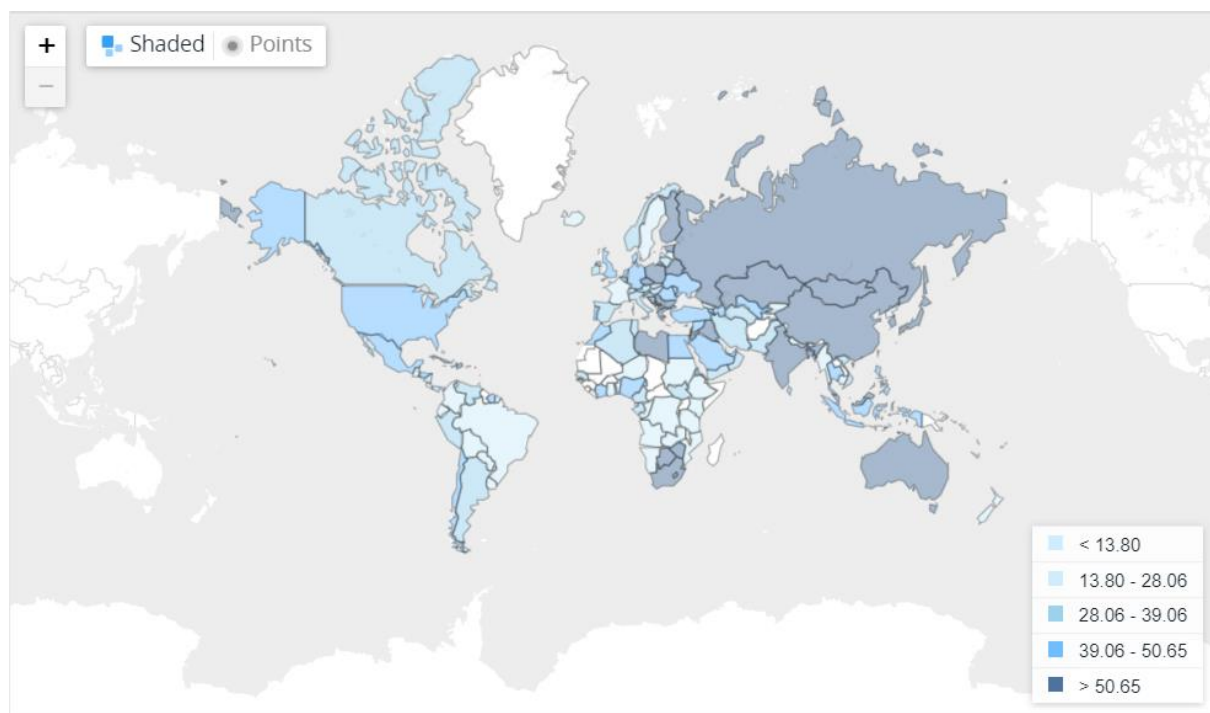 +
−
Shaded
Points
< 13.80
13.80 - 28.06
28.06 - 39.06
39.06 - 50.65
> 50.65